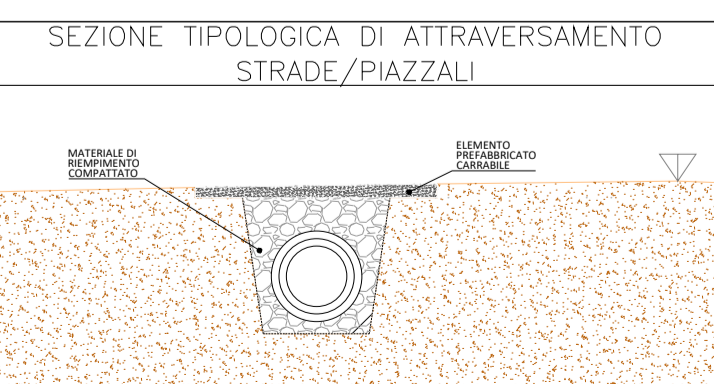 SEZIONE TIPOLOGICA DI ATTRAVERSAMENTO
STRADE/PIAZZALI
MATERIALE DI
RIEMPIMENTO
COMPATTATO
ELEMENTO
PREFABBRICATO
CARRABILE